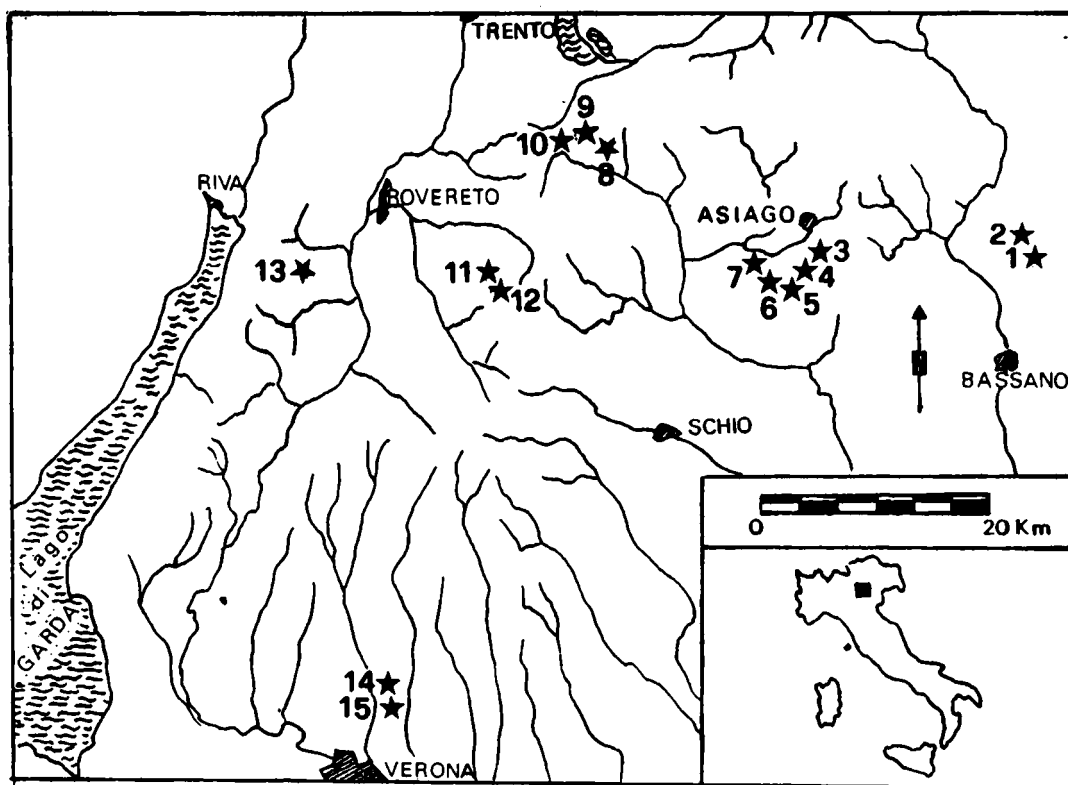 TRENTO
9
10
8
RIVA
ROVERETO
ASIAGO
2
1
3
13
11
7
4
12
6
5
BASSANO
SCHIO
0
20 Km
Lago
di
GARDA
14
15
VERONA